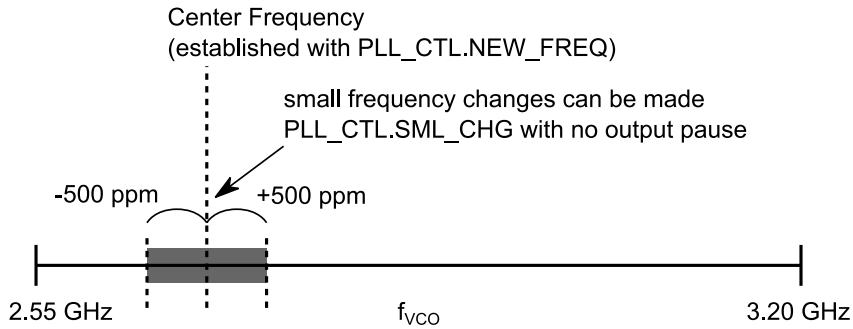 Center Frequency
(established with PLL_CTL.NEW_FREQ)
small frequency changes can be made
PLL_CTL.SML_CHG with no output pause
-500 ppm
+500 ppm
2.55 GHz
fVCO
3.20 GHz